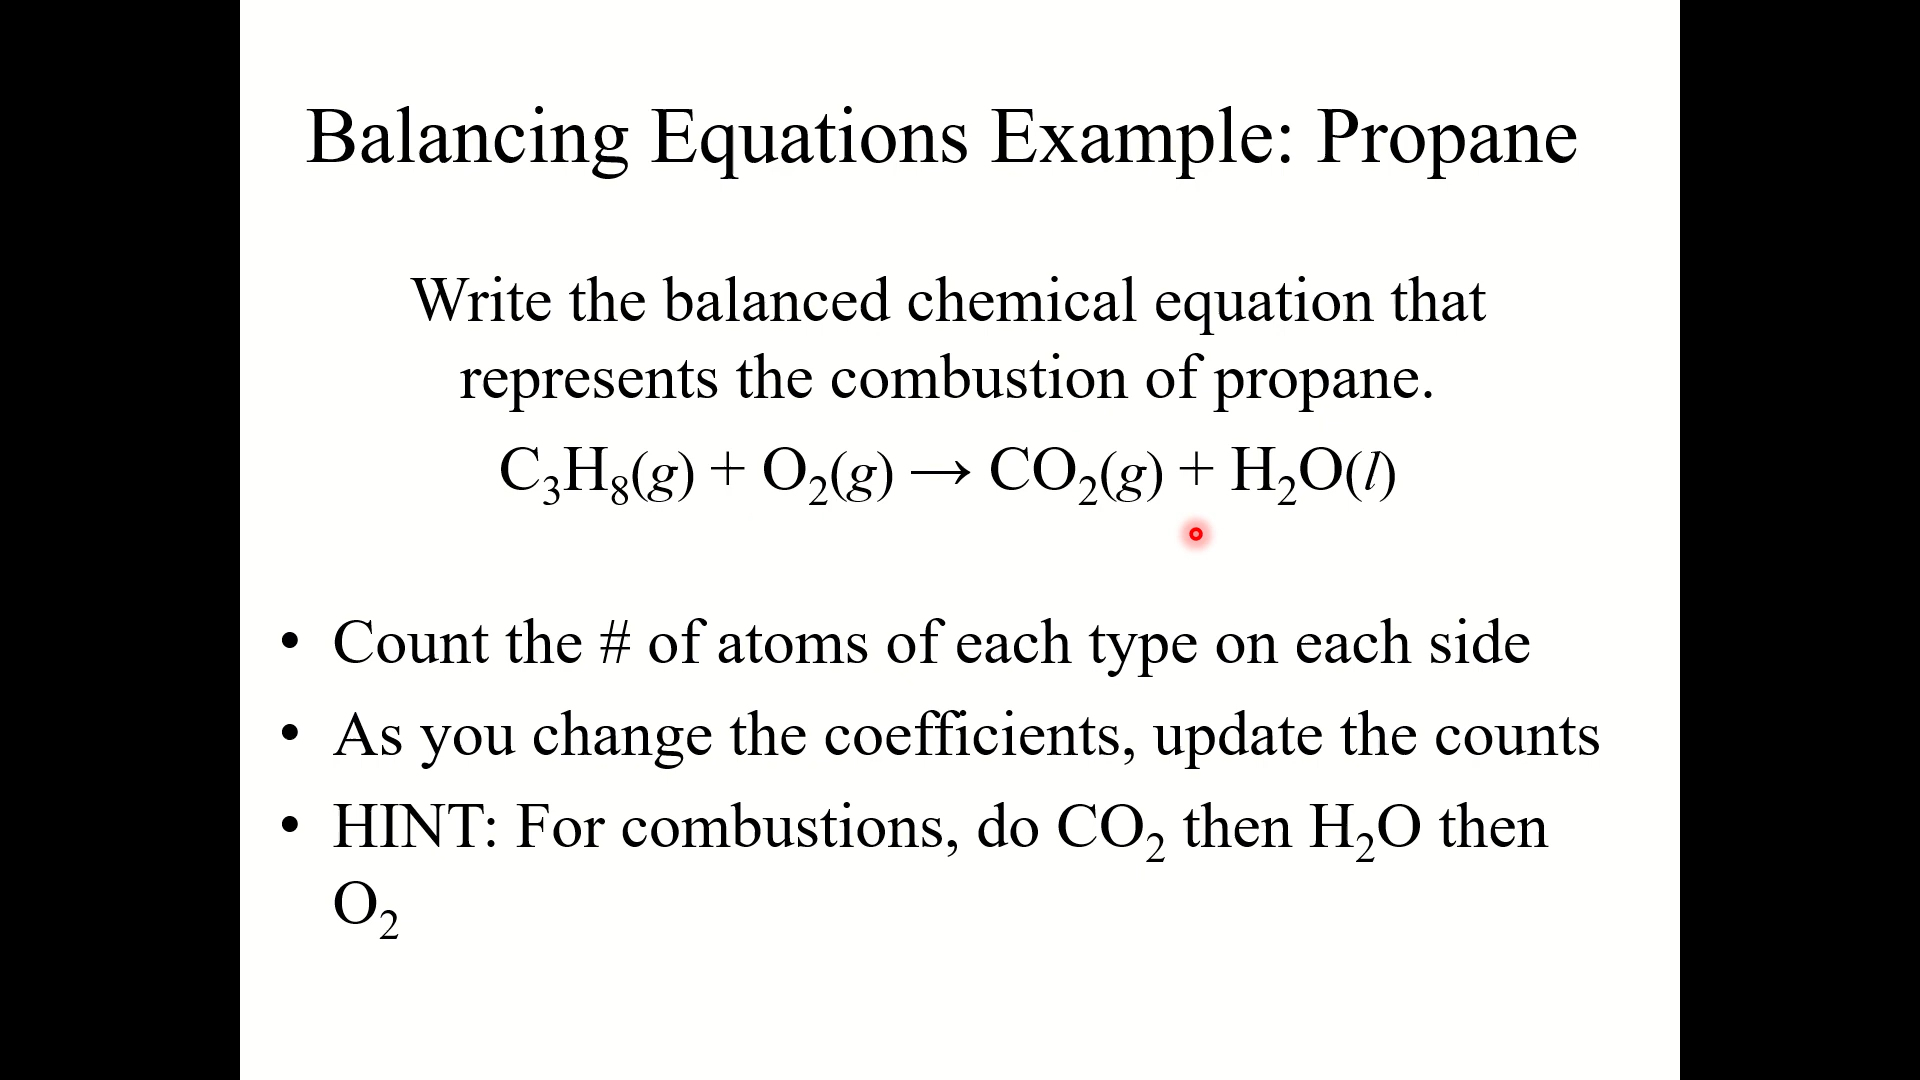 Balancing Equations Example: Propane
Write the balanced chemical equation that
represents the combustion of propane.
C₃H₈(g) + O₂(g) → CO₂(g) + H₂O(l)
• Count the # of atoms of each type on each side
• As you change the coefficients, update the counts
• HINT: For combustions, do CO₂ then H₂O then
O₂